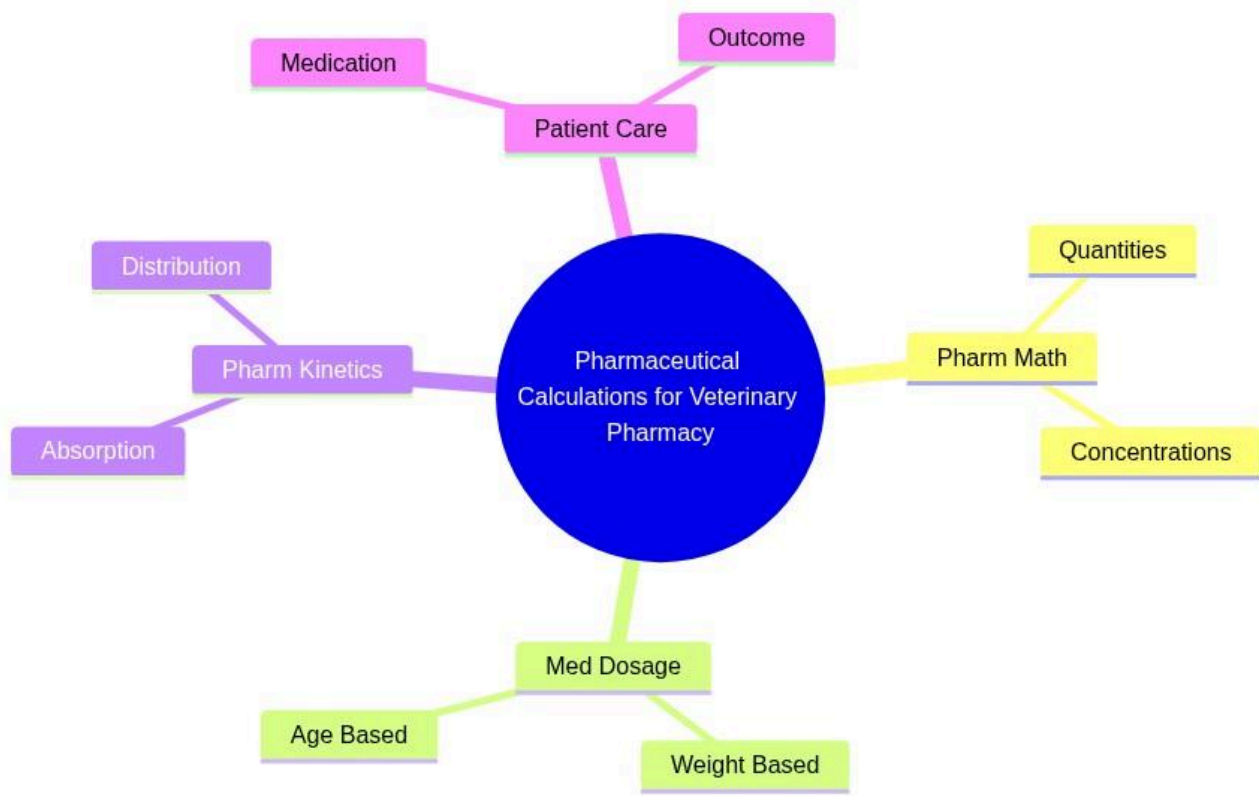 Outcome
Medication
Patient Care
Quantities
Distribution
Pharm Math
Pharmaceutical
Calculations for Veterinary
Pharmacy
Pharm Kinetics
Absorption
Concentrations
Med Dosage
Age Based
Weight Based